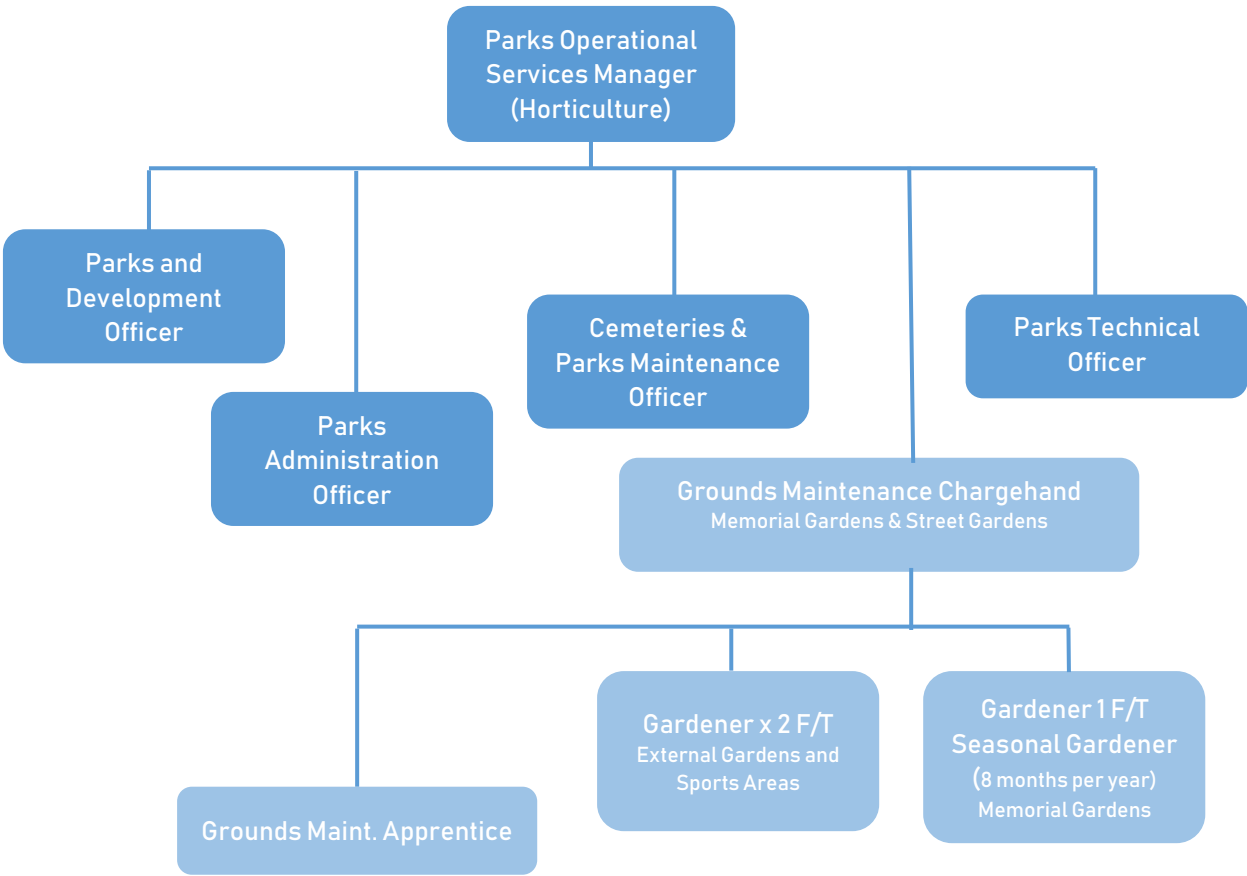 Parks Operational
Services Manager
(Horticulture)
Parks and
Development
Officer
Parks
Administration
Officer
Cemeteries &
Parks Maintenance
Officer
Parks Technical
Officer
Grounds Maintenance Chargehand
Memorial Gardens & Street Gardens
Grounds Maint. Apprentice
Gardener x 2 F/T
External Gardens and
Sports Areas
Gardener 1 F/T
Seasonal Gardener
(8 months per year)
Memorial Gardens